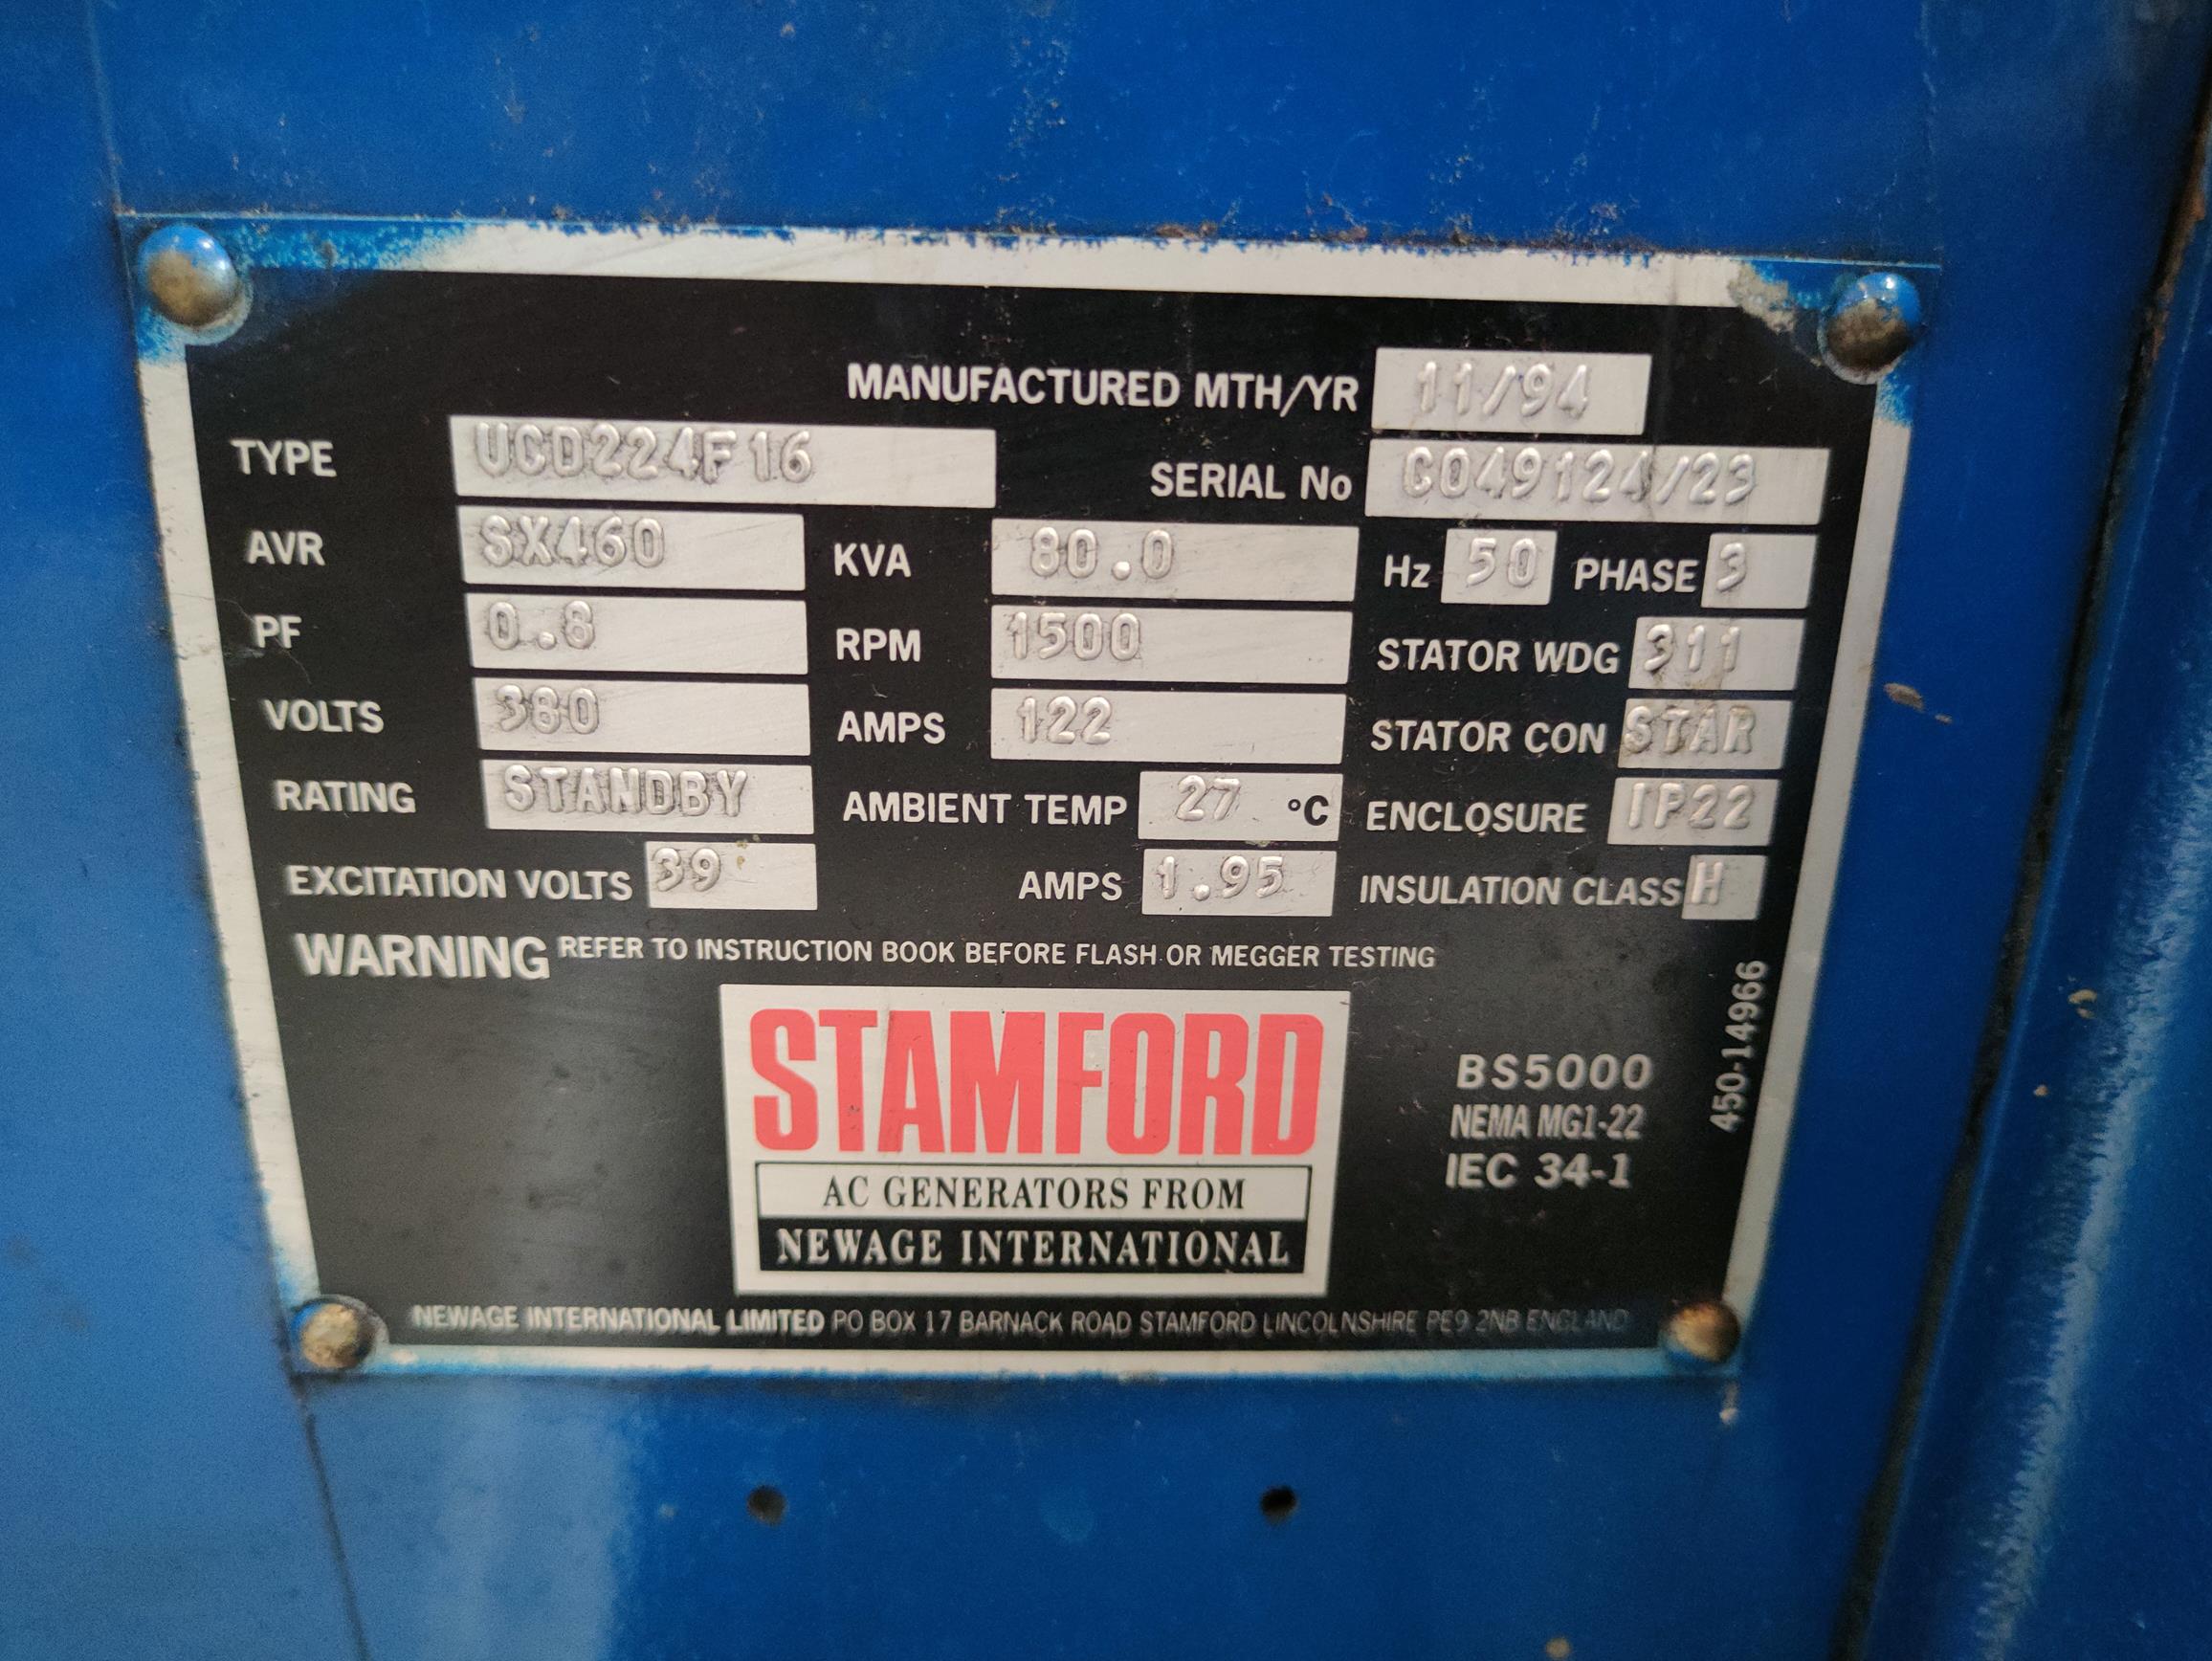 MANUFACTURED MTH/YR 11/94
TYPE UCD224F16 SERIAL No C049124/23
AVR SX460 KVA 80.0 Hz 50 PHASE 3
PF 0.8 RPM 1500 STATOR WDG 311
VOLTS 380 AMPS 122 STATOR CON STAR
RATING STANDBY AMBIENT TEMP 27 °C ENCLOSURE IP22
EXCITATION VOLTS 39 AMPS 1.95 INSULATION CLASS H
WARNING REFER TO INSTRUCTION BOOK BEFORE FLASH OR MEGGER TESTING
STAMFORD
AC GENERATORS FROM
NEWAGE INTERNATIONAL
BS5000
NEMA MG1-22
IEC 34-1
450-14966
NEWAGE INTERNATIONAL LIMITED PO BOX 17 BARNACK ROAD STAMFORD LINCOLNSHIRE PE9 2NB ENGLAND